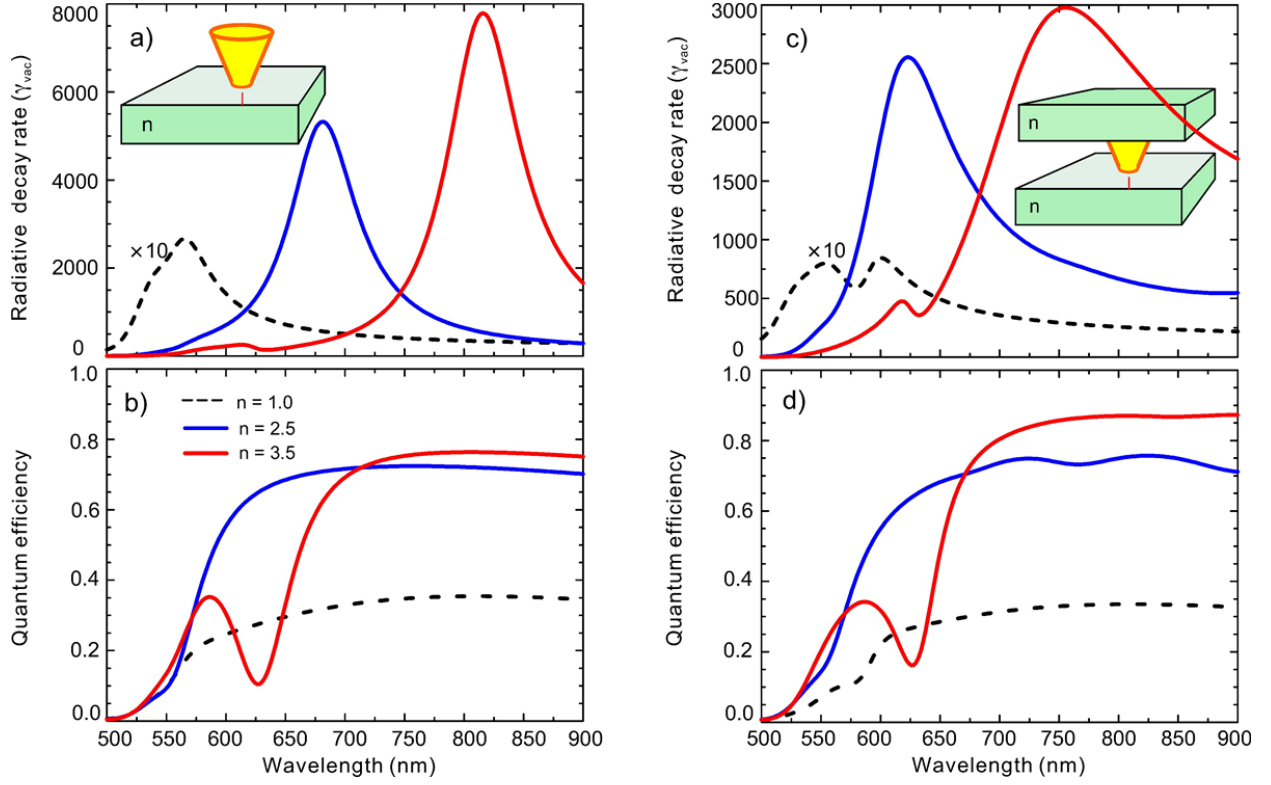 a)
Radiative decay rate (γvac)
8000
6000
4000
2000
0
×10
n
b)
Quantum efficiency
1.0
0.8
0.6
0.4
0.2
0.0
n = 1.0
n = 2.5
n = 3.5
500 550 600 650 700 750 800 850 900
Wavelength (nm)
c)
Radiative decay rate (γvac)
3000
2500
2000
1500
1000
500
0
×10
n
n
d)
Quantum efficiency
1.0
0.8
0.6
0.4
0.2
0.0
500 550 600 650 700 750 800 850 900
Wavelength (nm)